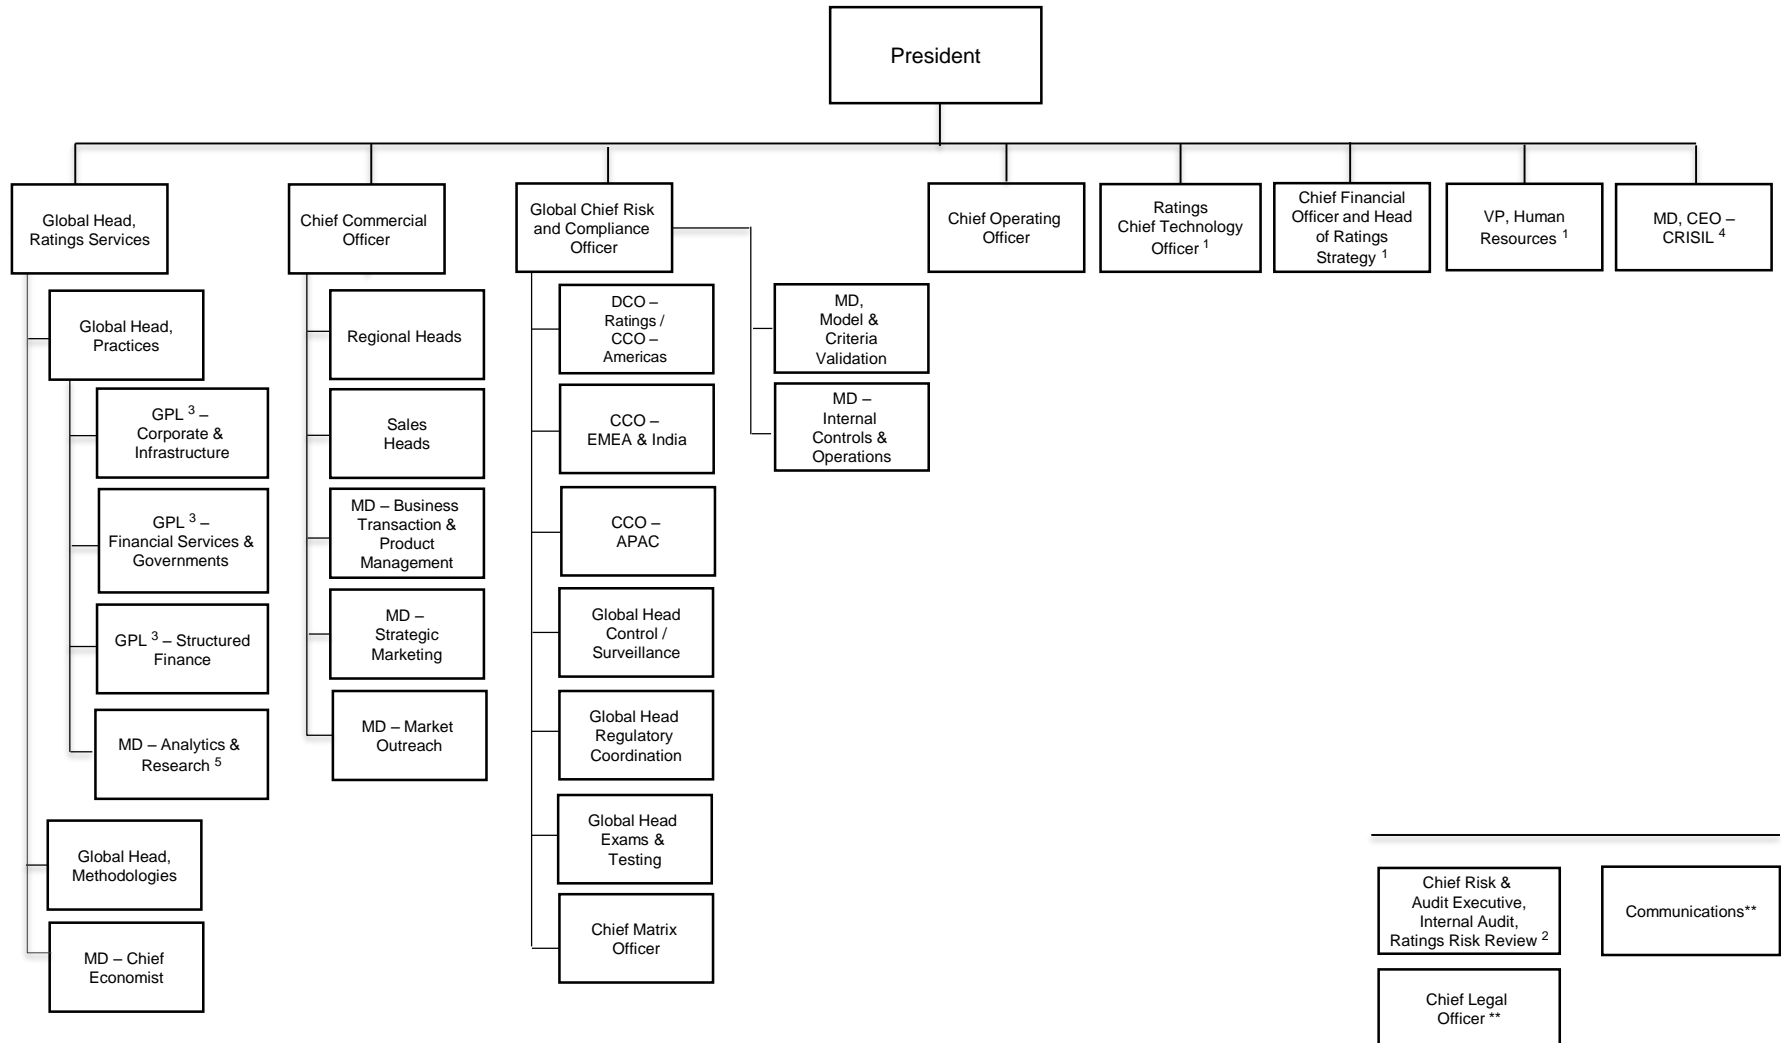 President
Global Head,
Ratings Services
Chief Commercial
Officer
Global Chief Risk
and Compliance
Officer
Chief Operating
Officer
Ratings
Chief Technology
Officer 1
Chief Financial
Officer and Head
of Ratings
Strategy 1
VP, Human
Resources 1
MD, CEO –
CRISIL 4
Global Head,
Practices
GPL 3 –
Corporate &
Infrastructure
GPL 3 –
Financial Services &
Governments
GPL 3 – Structured
Finance
MD – Analytics &
Research 5
Global Head,
Methodologies
MD – Chief
Economist
Regional Heads
Sales
Heads
MD – Business
Transaction &
Product
Management
MD –
Strategic
Marketing
MD – Market
Outreach
DCO –
Ratings /
CCO –
Americas
CCO –
EMEA & India
CCO –
APAC
Global Head
Control /
Surveillance
Global Head
Regulatory
Coordination
Global Head
Exams &
Testing
Chief Matrix
Officer
MD,
Model &
Criteria
Validation
MD –
Internal
Controls &
Operations
Chief Risk &
Audit Executive,
Internal Audit,
Ratings Risk Review 2
Communications**
Chief Legal
Officer **